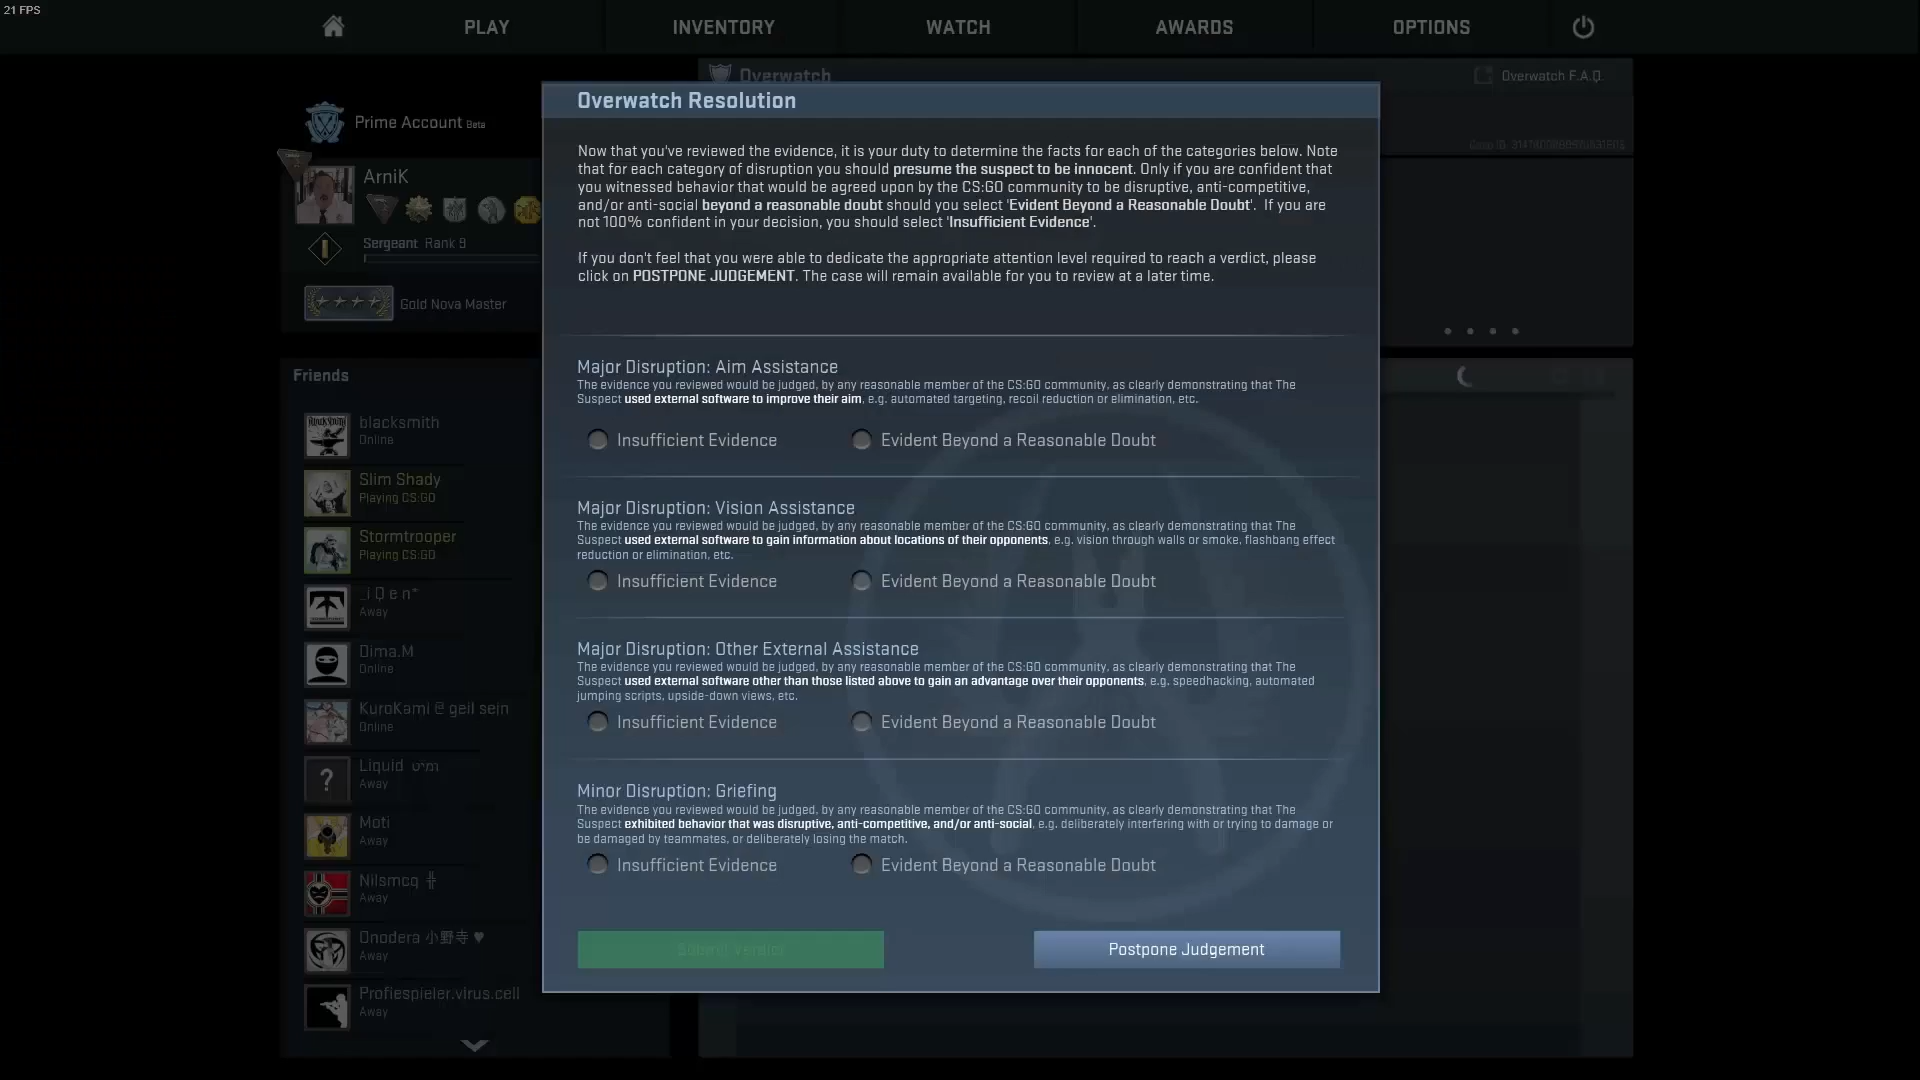 21 FPS
PLAY
INVENTORY
WATCH
AWARDS
OPTIONS
Overwatch
Overwatch F.A.Q.
Prime Account Beta
ArniK
Sergeant Rank 9
Gold Nova Master
Friends
blacksmith
Online
Slim Shady
Playing CS:GO
Stormtrooper
Playing CS:GO
_i Q e n*
Away
Dima.M
Online
Online
Liquid
Away
Moti
Away
Nilsmcq ╬
Away
Onodera 小野寺 ♥
Away
Profiespieler.virus.cell
Away
Overwatch Resolution
Now that you've reviewed the evidence, it is your duty to determine the facts for each of the categories below. Note
that for each category of disruption you should presume the suspect to be innocent. Only if you are confident that
you witnessed behavior that would be agreed upon by the CS:GO community to be disruptive, anti-competitive,
and/or anti-social beyond a reasonable doubt should you select 'Evident Beyond a Reasonable Doubt'. If you are
not 100% confident in your decision, you should select 'Insufficient Evidence'.
If you don't feel that you were able to dedicate the appropriate attention level required to reach a verdict, please
click on POSTPONE JUDGEMENT. The case will remain available for you to review at a later time.
Major Disruption: Aim Assistance
The evidence you reviewed would be judged, by any reasonable member of the CS:GO community, as clearly demonstrating that The
Suspect used external software to improve their aim, e.g. automated targeting, recoil reduction or elimination, etc.
Insufficient Evidence
Evident Beyond a Reasonable Doubt
Major Disruption: Vision Assistance
The evidence you reviewed would be judged, by any reasonable member of the CS:GO community, as clearly demonstrating that The
Suspect used external software to gain information about locations of their opponents, e.g. vision through walls or smoke, flashbang effect
reduction or elimination, etc.
Insufficient Evidence
Evident Beyond a Reasonable Doubt
Major Disruption: Other External Assistance
The evidence you reviewed would be judged, by any reasonable member of the CS:GO community, as clearly demonstrating that The
Suspect used external software other than those listed above to gain an advantage over their opponents, e.g. speedhacking, automated
jumping scripts, upside-down views, etc.
Insufficient Evidence
Evident Beyond a Reasonable Doubt
Minor Disruption: Griefing
The evidence you reviewed would be judged, by any reasonable member of the CS:GO community, as clearly demonstrating that The
Suspect exhibited behavior that was disruptive, anti-competitive, and/or anti-social, e.g. deliberately interfering with or trying to damage or
be damaged by teammates, or deliberately losing the match.
Insufficient Evidence
Evident Beyond a Reasonable Doubt
Submit Verdict
Postpone Judgement